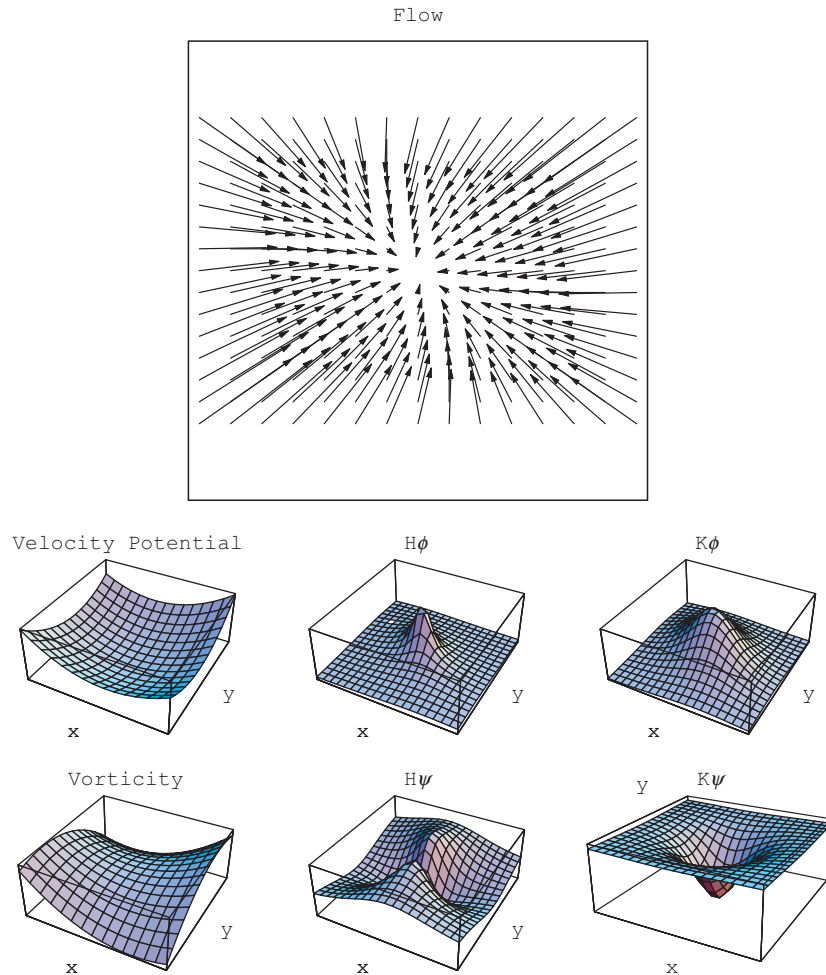 Flow
Velocity Potential
Hϕ
Kϕ
x
y
x
y
x
y
Vorticity
Hψ
y
Kψ
x
y
x
y
x